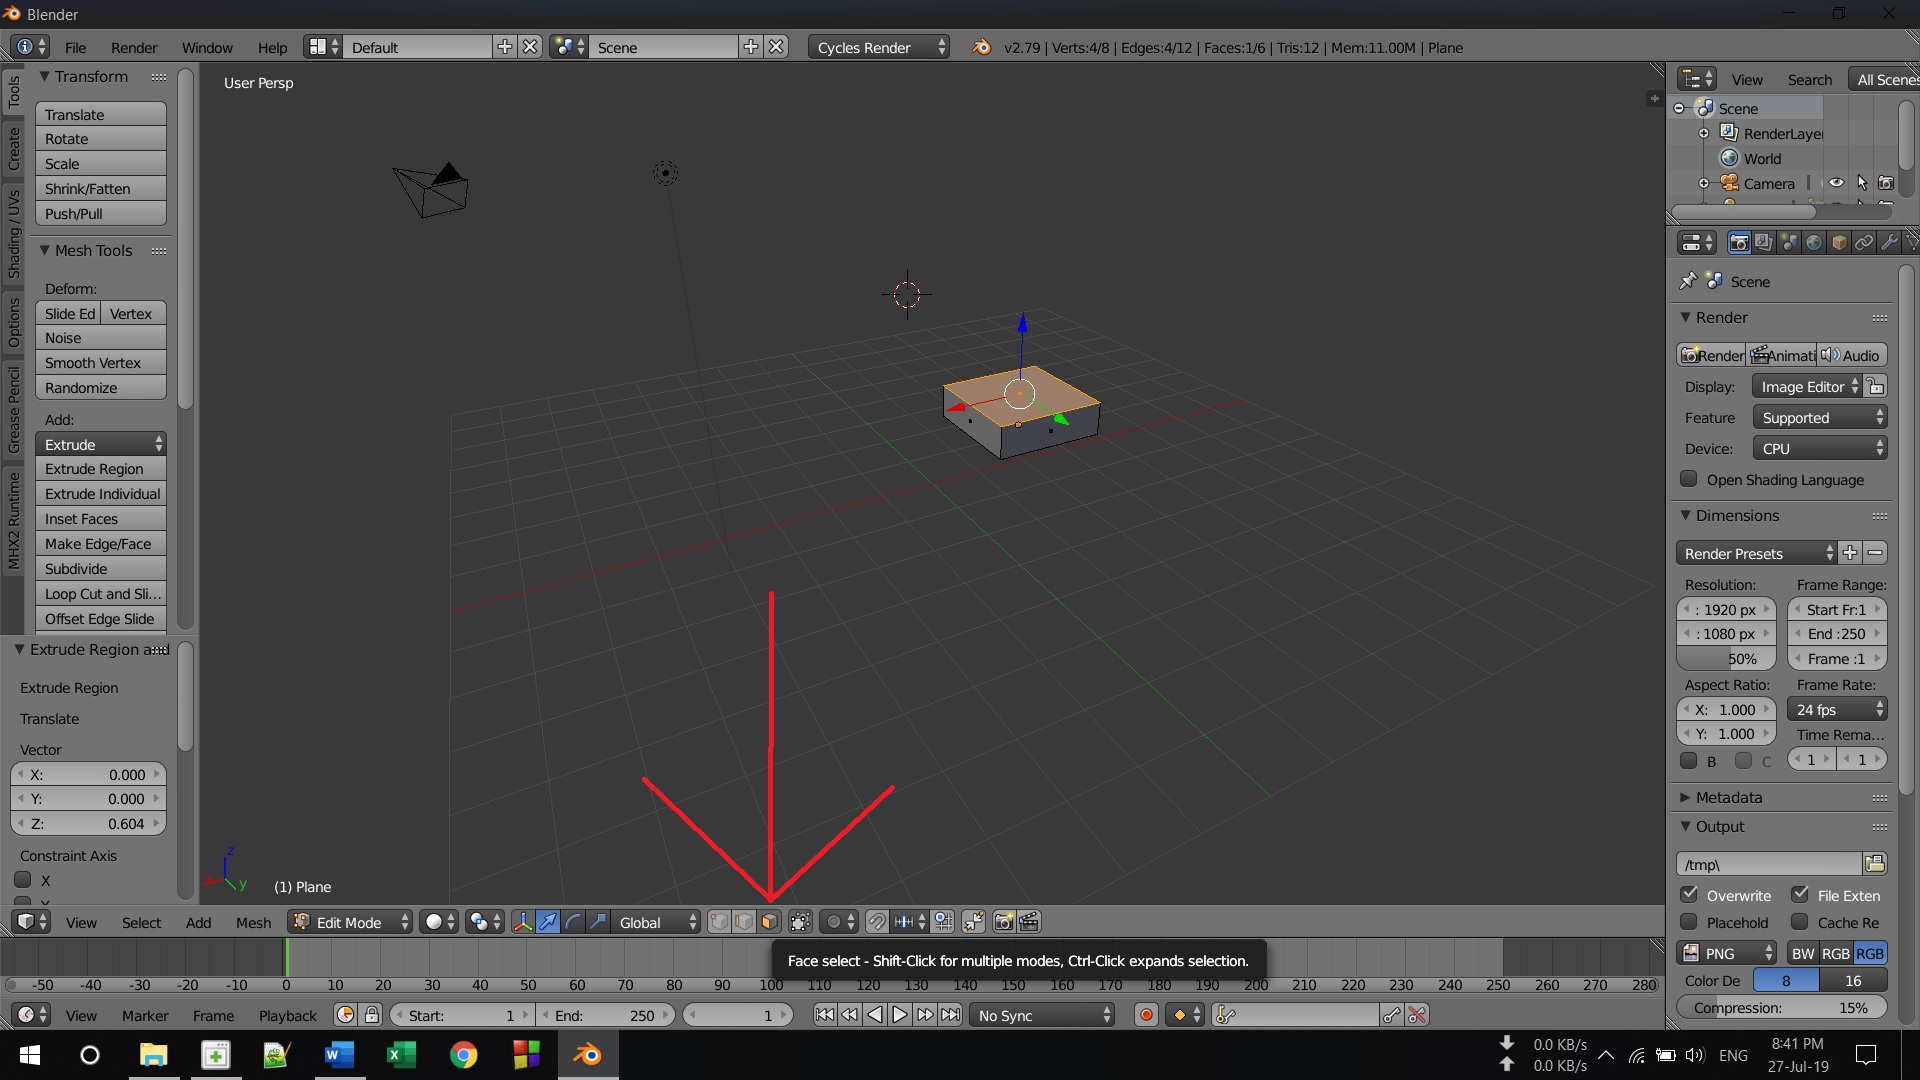 Blender
File Render Window Help Default Scene Cycles Render v2.79 | Verts:4/8 | Edges:4/12 | Faces:1/6 | Tris:12 | Mem:11.00M | Plane
Tools
Create
Shading / UVs
Options
Grease Pencil
MHX2 Runtime
Transform
Translate
Rotate
Scale
Shrink/Fatten
Push/Pull
Mesh Tools
Deform:
Slide Ed Vertex
Noise
Smooth Vertex
Randomize
Add:
Extrude
Extrude Region
Extrude Individual
Inset Faces
Make Edge/Face
Subdivide
Loop Cut and Sli...
Offset Edge Slide
Extrude Region and
Extrude Region
Translate
Vector
X: 0.000
Y: 0.000
Z: 0.604
Constraint Axis
X
User Persp
z
x
y
(1) Plane
View Select Add Mesh Edit Mode Global
Face select - Shift-Click for multiple modes, Ctrl-Click expands selection.
-50 -40 -30 -20 -10 0 10 20 30 40 50 60 70 80 90 100 110 120 130 140 150 160 170 180 190 200 210 220 230 240 250 260 270 280
View Marker Frame Playback Start: 1 End: 250 1 No Sync
View Search All Scenes
Scene
RenderLayer
World
Camera
Scene
Render
Render Animati Audio
Display: Image Editor
Feature Supported
Device: CPU
Open Shading Language
Dimensions
Render Presets
Resolution: Frame Range:
: 1920 px Start Fr:1
: 1080 px End :250
50% Frame :1
Aspect Ratio: Frame Rate:
X: 1.000 24 fps
Y: 1.000 Time Rema...
B C 1 1
Metadata
Output
/tmp\
Overwrite File Exten
Placehold Cache Re
PNG BW RGB RGB
Color De 8 16
Compression: 15%
0.0 KB/s
0.0 KB/s
ENG
8:41 PM
27-Jul-19